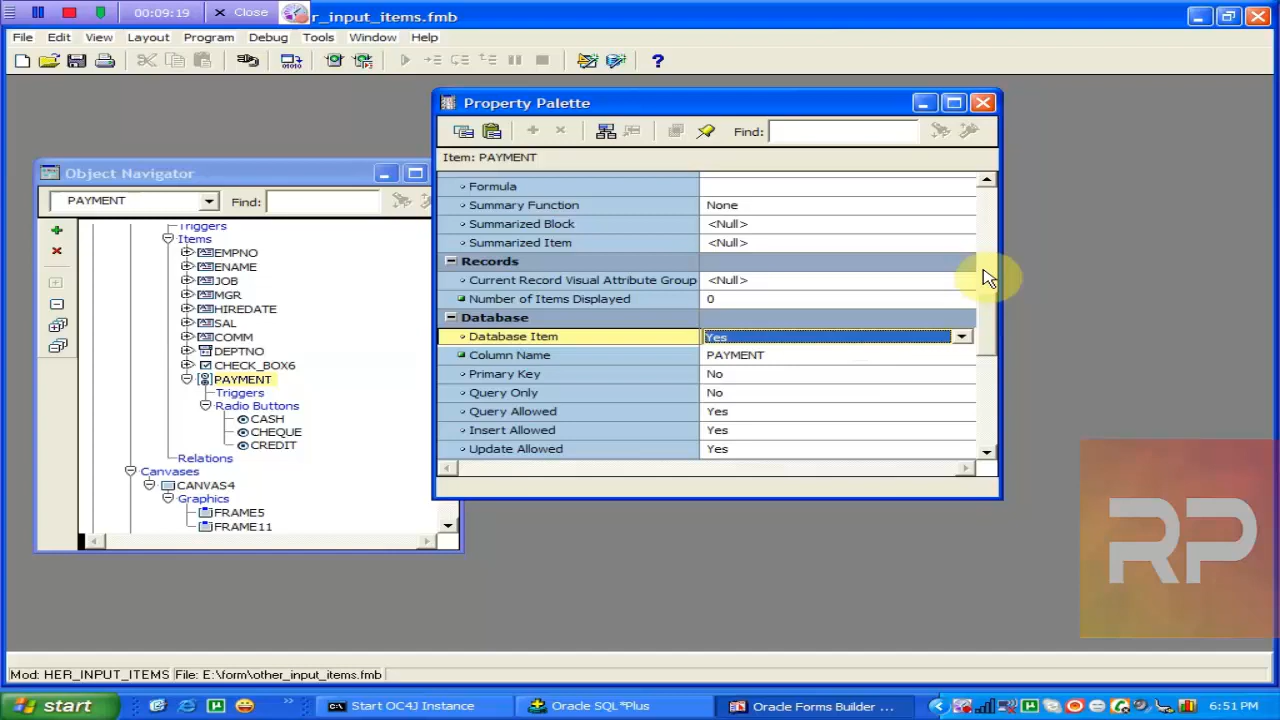 00:09:19 Close her_input_items.fmb
File Edit View Layout Program Debug Tools Window Help
Property Palette
Find:
Item: PAYMENT
Formula
Summary Function None
Summarized Block <Null>
Summarized Item <Null>
Records
Current Record Visual Attribute Group <Null>
Number of Items Displayed 0
Database
Database Item Yes
Column Name PAYMENT
Primary Key No
Query Only No
Query Allowed Yes
Insert Allowed Yes
Update Allowed Yes
Object Navigator
PAYMENT Find:
Triggers
Items
EMPNO
ENAME
JOB
MGR
HIREDATE
SAL
COMM
DEPTNO
CHECK_BOX6
PAYMENT
Triggers
Radio Buttons
CASH
CHEQUE
CREDIT
Relations
Canvases
CANVAS4
Graphics
FRAME5
FRAME11
RP
Mod: HER_INPUT_ITEMS File: E:\form\other_input_items.fmb
start Start OC4J Instance Oracle SQL*Plus Oracle Forms Builder ... 6:51 PM